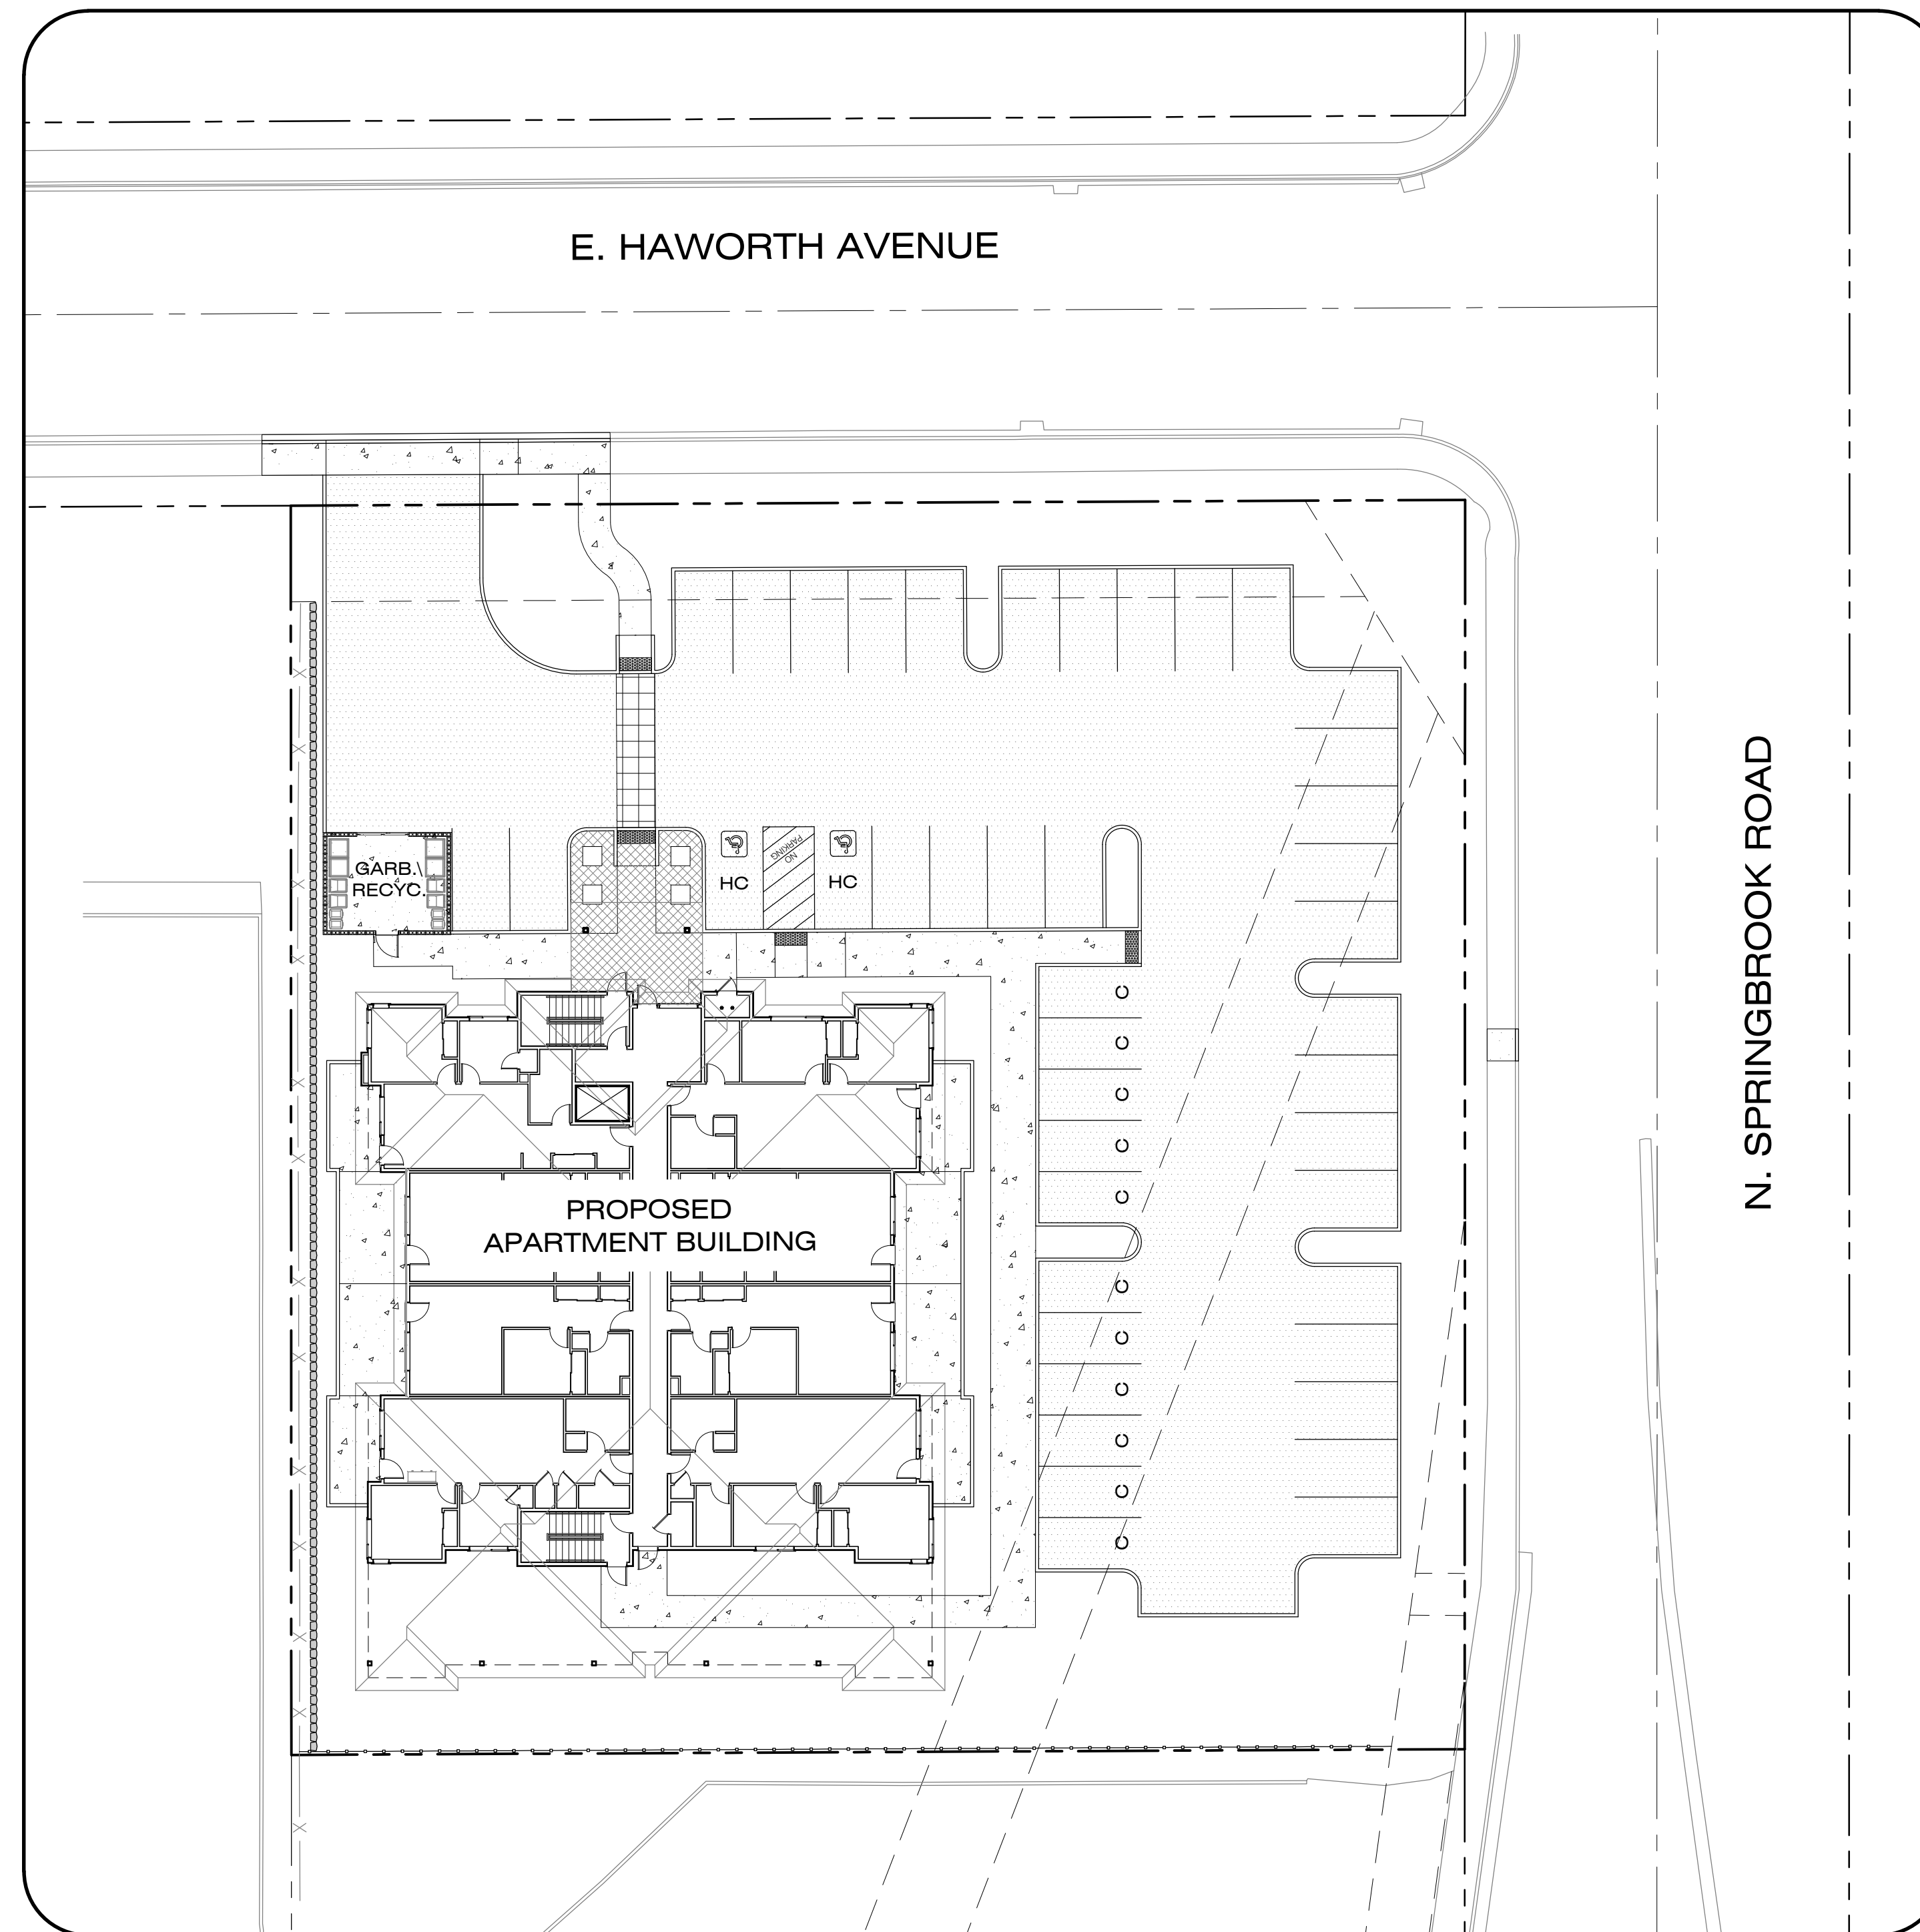 E. HAWORTH AVENUE
N. SPRINGBROOK ROAD
GARB.\
RECYC.
HC
NO
PARKING
HC
PROPOSED
APARTMENT BUILDING
C
C
C
C
C
C
C
C
C
C
C